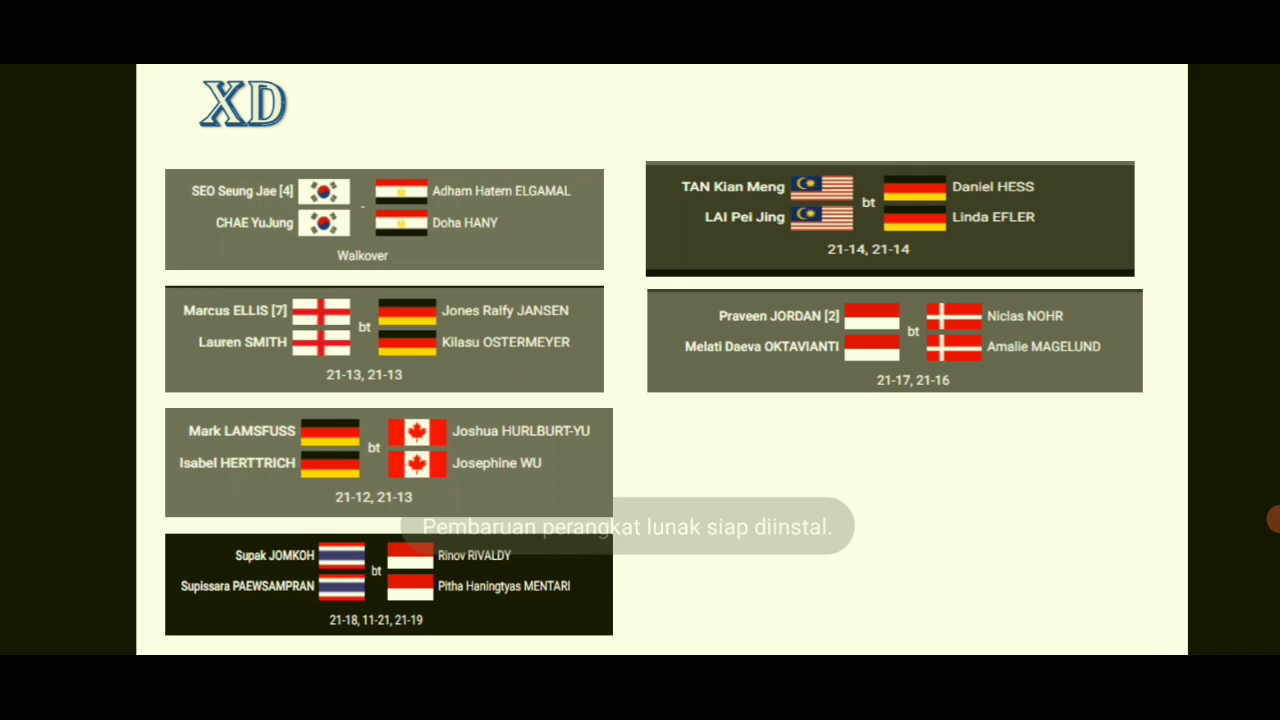 XD
SEO Seung Jae [4] - Adham Hatem ELGAMAL
CHAE YuJung Doha HANY
Walkover
Marcus ELLIS [7] bt Jones Ralfy JANSEN
Lauren SMITH Kilasu OSTERMEYER
21-13, 21-13
Mark LAMSFUSS bt Joshua HURLBURT-YU
Isabel HERTTRICH Josephine WU
21-12, 21-13
Supak JOMKOH bt Rinov RIVALDY
Supissara PAEWSAMPRAN Pitha Haningtyas MENTARI
21-18, 11-21, 21-19
TAN Kian Meng bt Daniel HESS
LAI Pei Jing Linda EFLER
21-14, 21-14
Praveen JORDAN [2] bt Niclas NOHR
Melati Daeva OKTAVIANTI Amalie MAGELUND
21-17, 21-16
Pembaruan perangkat lunak siap diinstal.